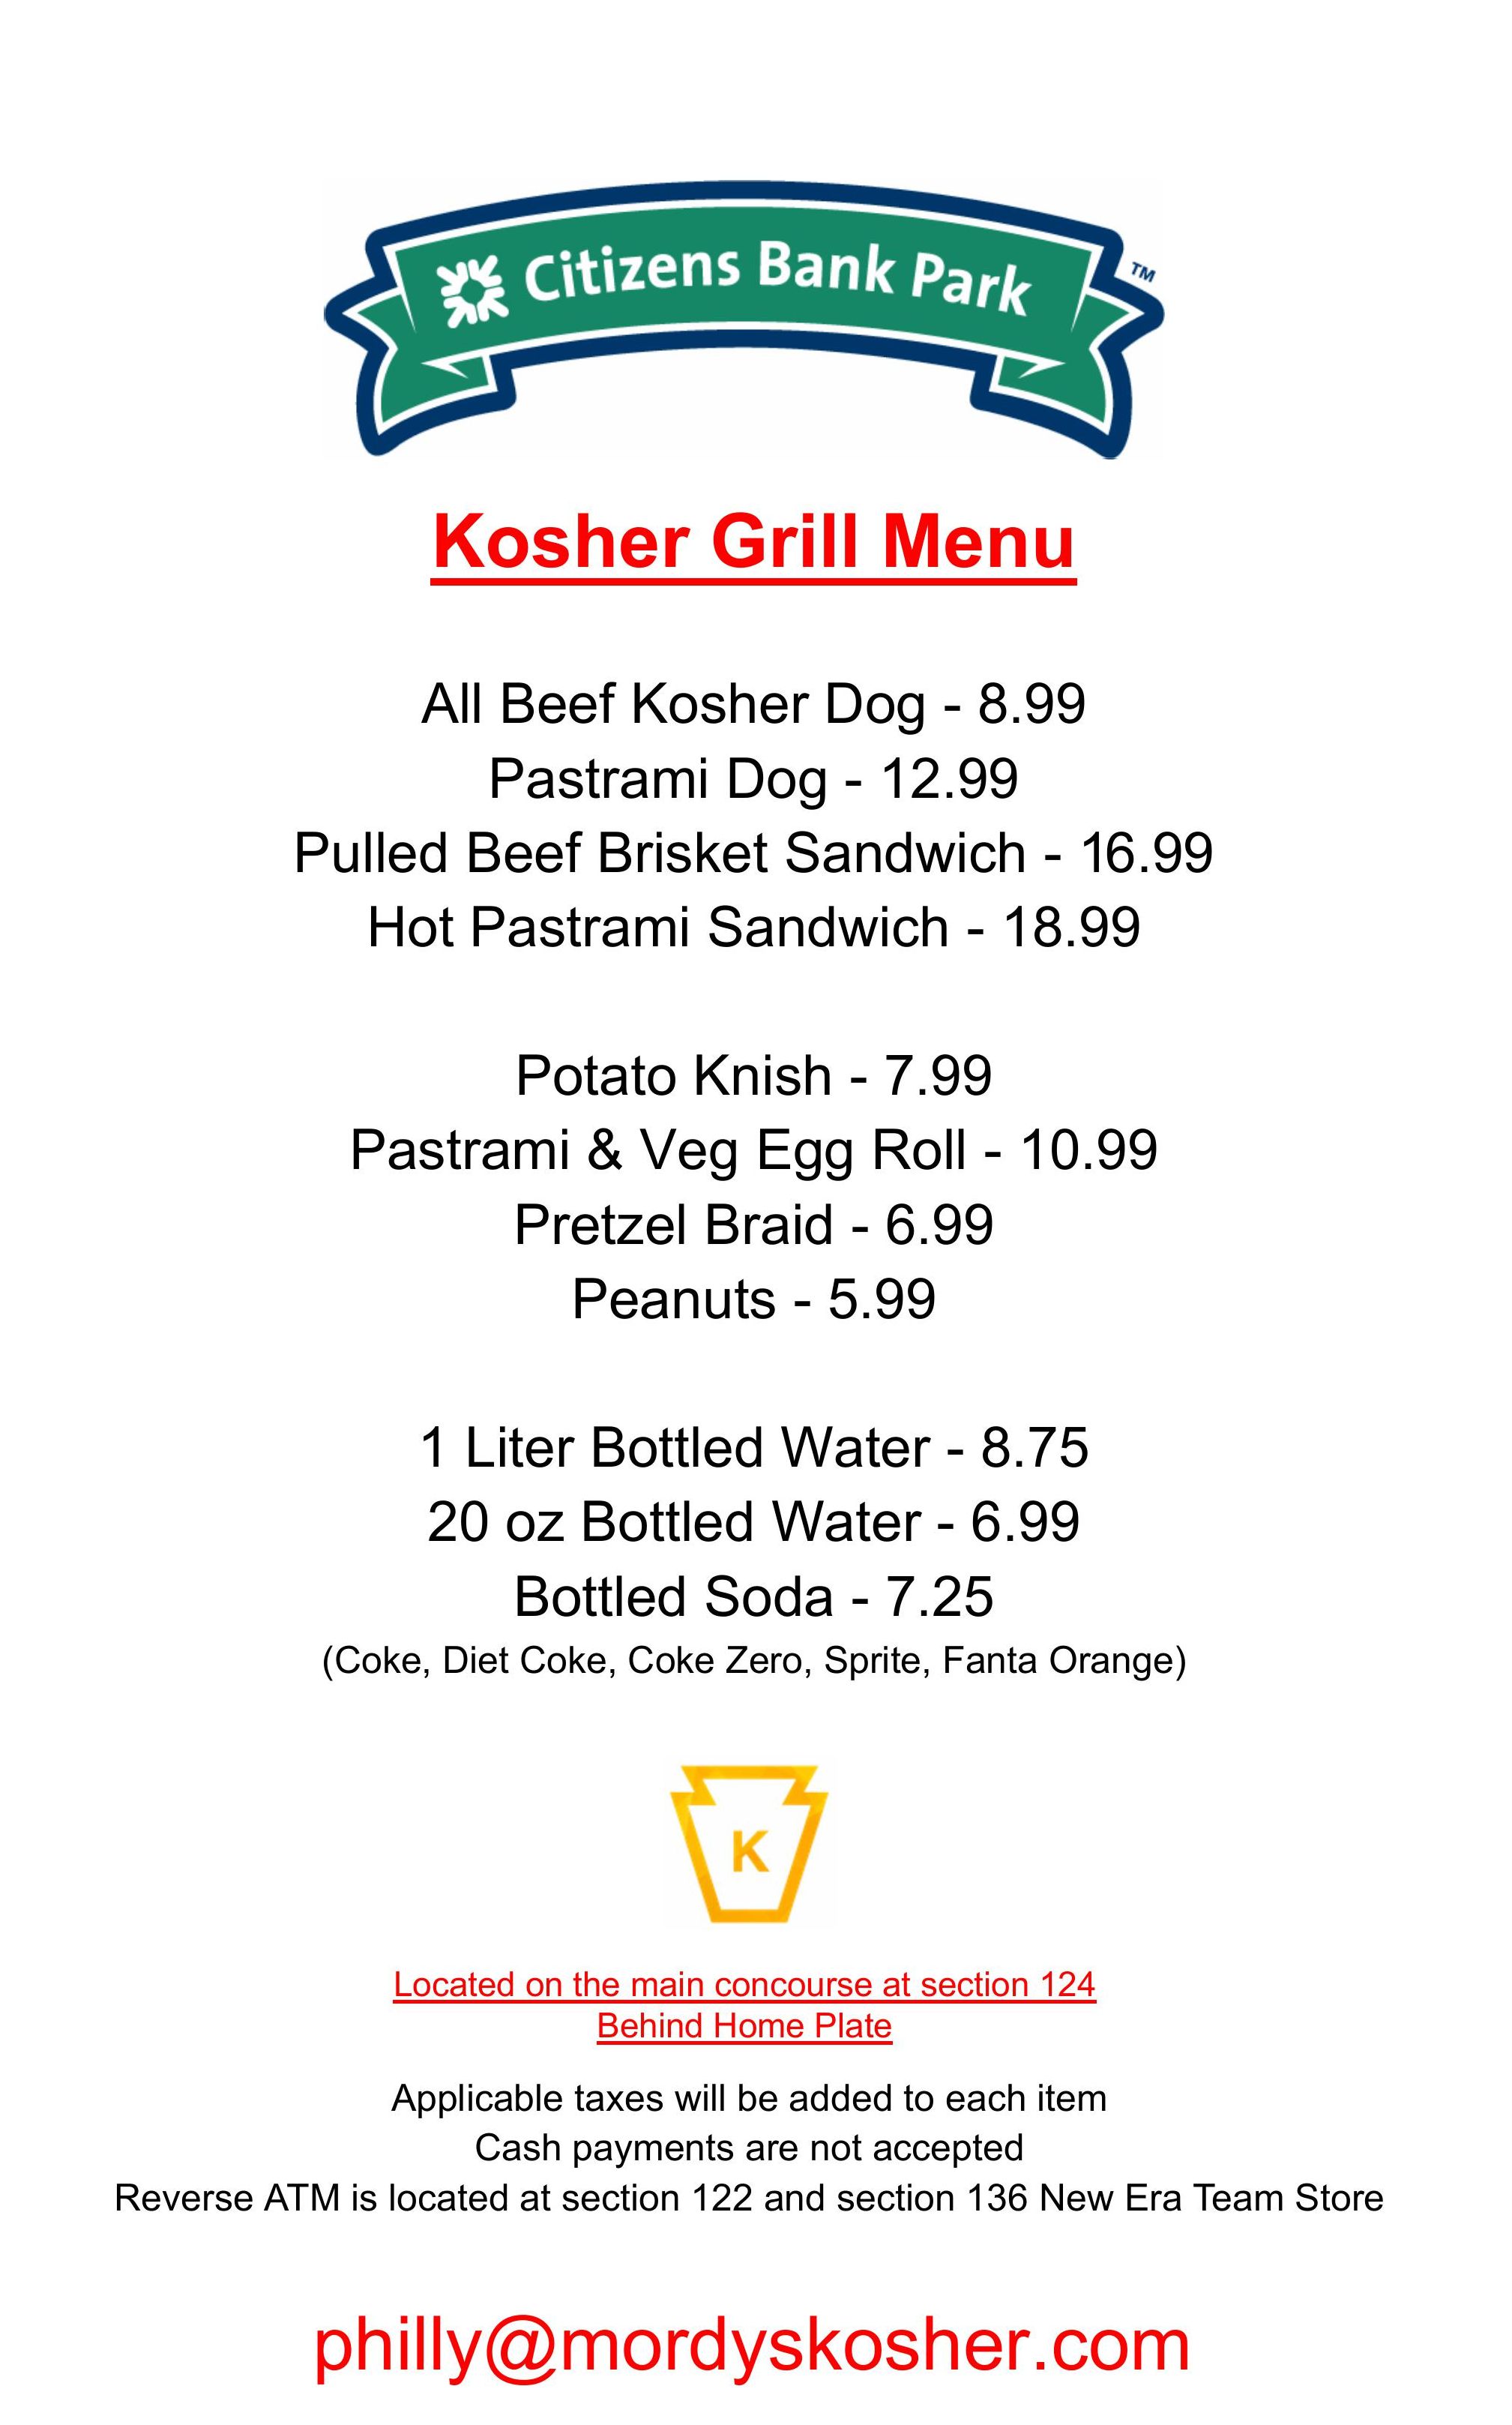 Citizens Bank Park TM
Kosher Grill Menu
All Beef Kosher Dog - 8.99
Pastrami Dog - 12.99
Pulled Beef Brisket Sandwich - 16.99
Hot Pastrami Sandwich - 18.99
Potato Knish - 7.99
Pastrami & Veg Egg Roll - 10.99
Pretzel Braid - 6.99
Peanuts - 5.99
1 Liter Bottled Water - 8.75
20 oz Bottled Water - 6.99
Bottled Soda - 7.25
(Coke, Diet Coke, Coke Zero, Sprite, Fanta Orange)
K
Located on the main concourse at section 124
Behind Home Plate
Applicable taxes will be added to each item
Cash payments are not accepted
Reverse ATM is located at section 122 and section 136 New Era Team Store
philly@mordyskosher.com